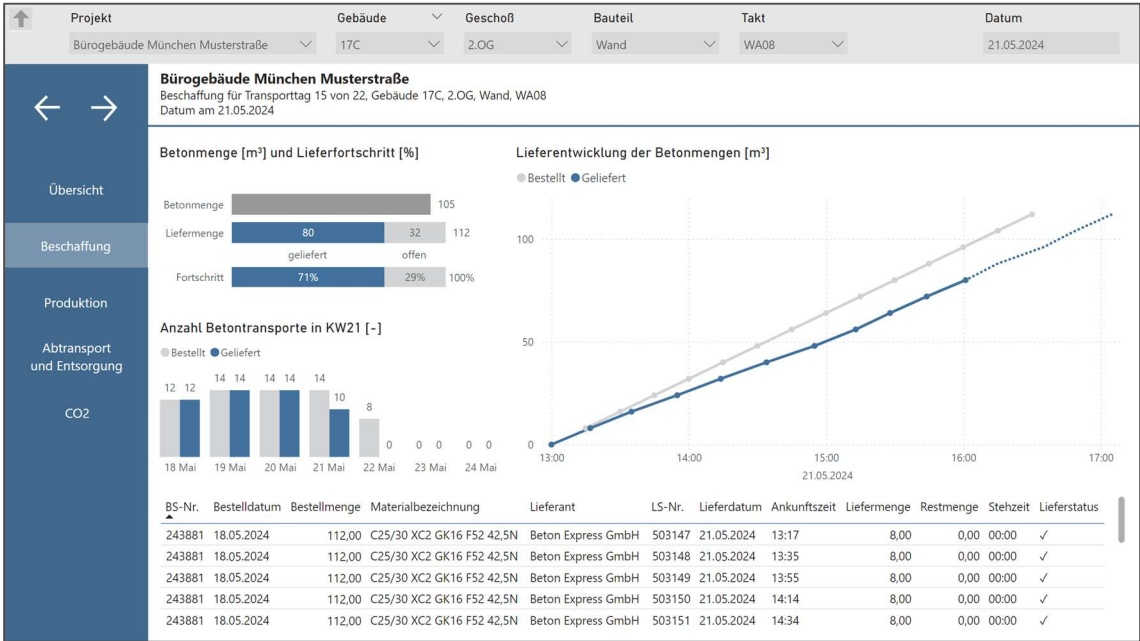 Projekt Gebäude Geschoß Bauteil Takt Datum
Bürogebäude München Musterstraße 17C 2.OG Wand WA08 21.05.2024
Bürogebäude München Musterstraße
Beschaffung für Transporttag 15 von 22, Gebäude 17C, 2.OG, Wand, WA08
Datum am 21.05.2024
Übersicht
Beschaffung
Produktion
Abtransport
und Entsorgung
CO2
Betonmenge [m³] und Lieferfortschritt [%]
Betonmenge 105
Liefermenge 80 32 112
geliefert offen
Fortschritt 71% 29% 100%
Anzahl Betontransporte in KW21 [-]
Bestellt Geliefert
12 12 14 14 14 14 14 10 8 0 0 0 0 0
18 Mai 19 Mai 20 Mai 21 Mai 22 Mai 23 Mai 24 Mai
Lieferentwicklung der Betonmengen [m³]
Bestellt Geliefert
100
50
0
13:00 14:00 15:00 16:00 17:00
21.05.2024
BS-Nr. Bestelldatum Bestellmenge Materialbezeichnung Lieferant LS-Nr. Lieferdatum Ankunftszeit Liefermenge Restmenge Stehzeit Lieferstatus
243881 18.05.2024 112,00 C25/30 XC2 GK16 F52 42,5N Beton Express GmbH 503147 21.05.2024 13:17 8,00 0,00 00:00 ✓
243881 18.05.2024 112,00 C25/30 XC2 GK16 F52 42,5N Beton Express GmbH 503148 21.05.2024 13:35 8,00 0,00 00:00 ✓
243881 18.05.2024 112,00 C25/30 XC2 GK16 F52 42,5N Beton Express GmbH 503149 21.05.2024 13:55 8,00 0,00 00:00 ✓
243881 18.05.2024 112,00 C25/30 XC2 GK16 F52 42,5N Beton Express GmbH 503150 21.05.2024 14:14 8,00 0,00 00:00 ✓
243881 18.05.2024 112,00 C25/30 XC2 GK16 F52 42,5N Beton Express GmbH 503151 21.05.2024 14:34 8,00 0,00 00:00 ✓